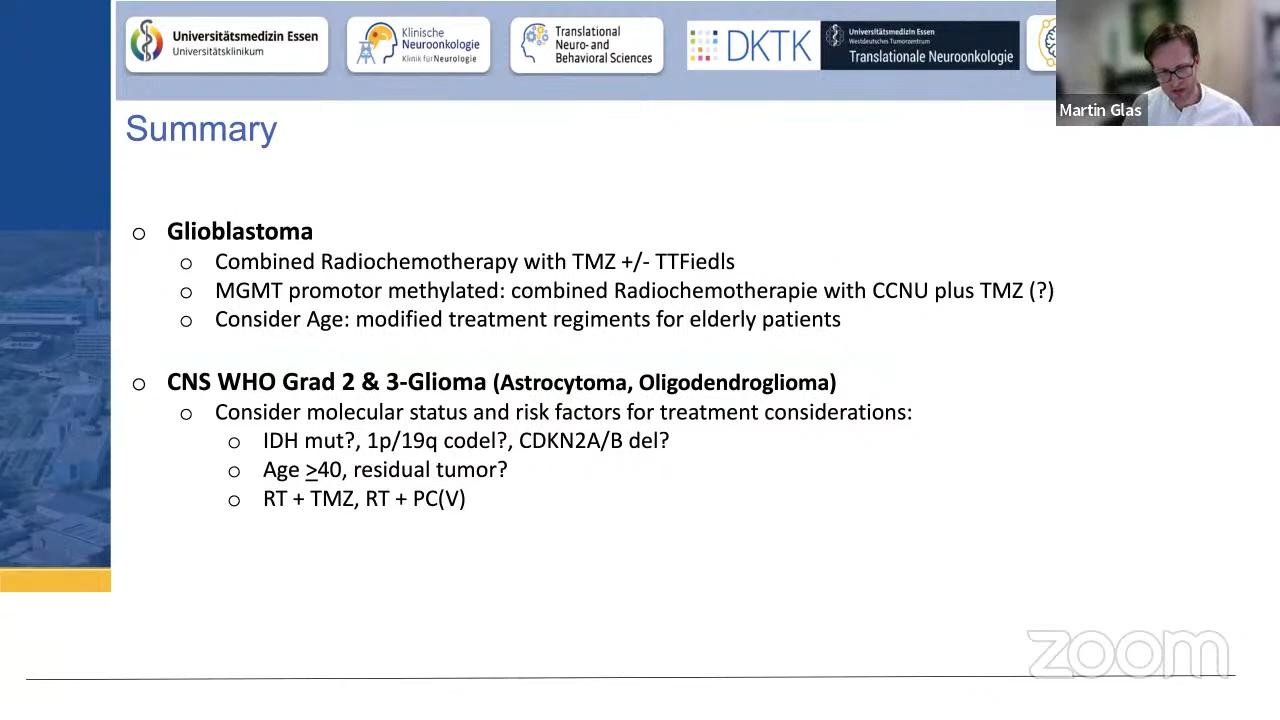 Universitätsmedizin Essen
Universitätsklinikum
Klinische
Neuroonkologie
Klinik für Neurologie
Translational
Neuro- and
Behavioral Sciences
DKTK
Universitätsmedizin Essen
Westdeutsches Tumorzentrum
Translationale Neuroonkologie
Martin Glas
Summary
o Glioblastoma
o Combined Radiochemotherapy with TMZ +/- TTFiedls
o MGMT promotor methylated: combined Radiochemotherapie with CCNU plus TMZ (?)
o Consider Age: modified treatment regiments for elderly patients
o CNS WHO Grad 2 & 3-Glioma (Astrocytoma, Oligodendroglioma)
o Consider molecular status and risk factors for treatment considerations:
o IDH mut?, 1p/19q codel?, CDKN2A/B del?
o Age ≥40, residual tumor?
o RT + TMZ, RT + PC(V)
zoom